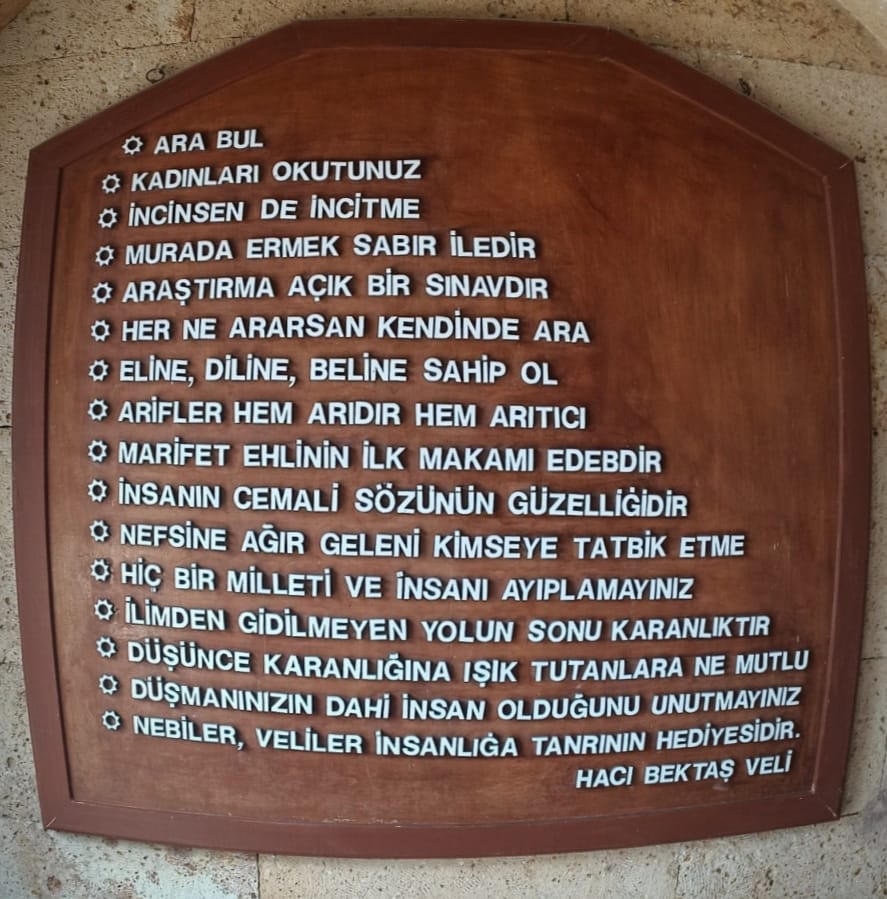 ARA BUL
KADINLARI OKUTUNUZ
İNCİNSEN DE İNCİTME
MURADA ERMEK SABIR İLEDİR
ARAŞTIRMA AÇIK BİR SINAVDIR
HER NE ARARSAN KENDİNDE ARA
ELİNE, DİLİNE, BELİNE SAHİP OL
ARİFLER HEM ARIDIR HEM ARITICI
MARİFET EHLİNİN İLK MAKAMI EDEBDİR
İNSANIN CEMALİ SÖZÜNÜN GÜZELLİĞİDİR
NEFSİNE AĞIR GELENİ KİMSEYE TATBİK ETME
HİÇ BİR MİLLETİ VE İNSANI AYIPLAMAYINIZ
İLİMDEN GİDİLMEYEN YOLUN SONU KARANLIKTIR
DÜŞÜNCE KARANLIĞINA IŞIK TUTANLARA NE MUTLU
DÜŞMANINIZIN DAHİ İNSAN OLDUĞUNU UNUTMAYINIZ
NEBİLER, VELİLER İNSANLIĞA TANRININ HEDİYESİDİR.
HACI BEKTAŞ VELİ